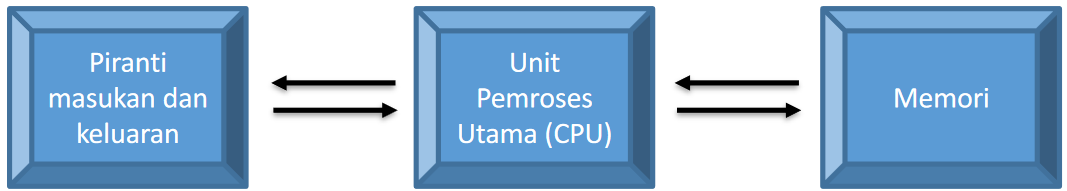 Piranti
masukan dan
keluaran
Unit
Pemroses
Utama (CPU)
Memori